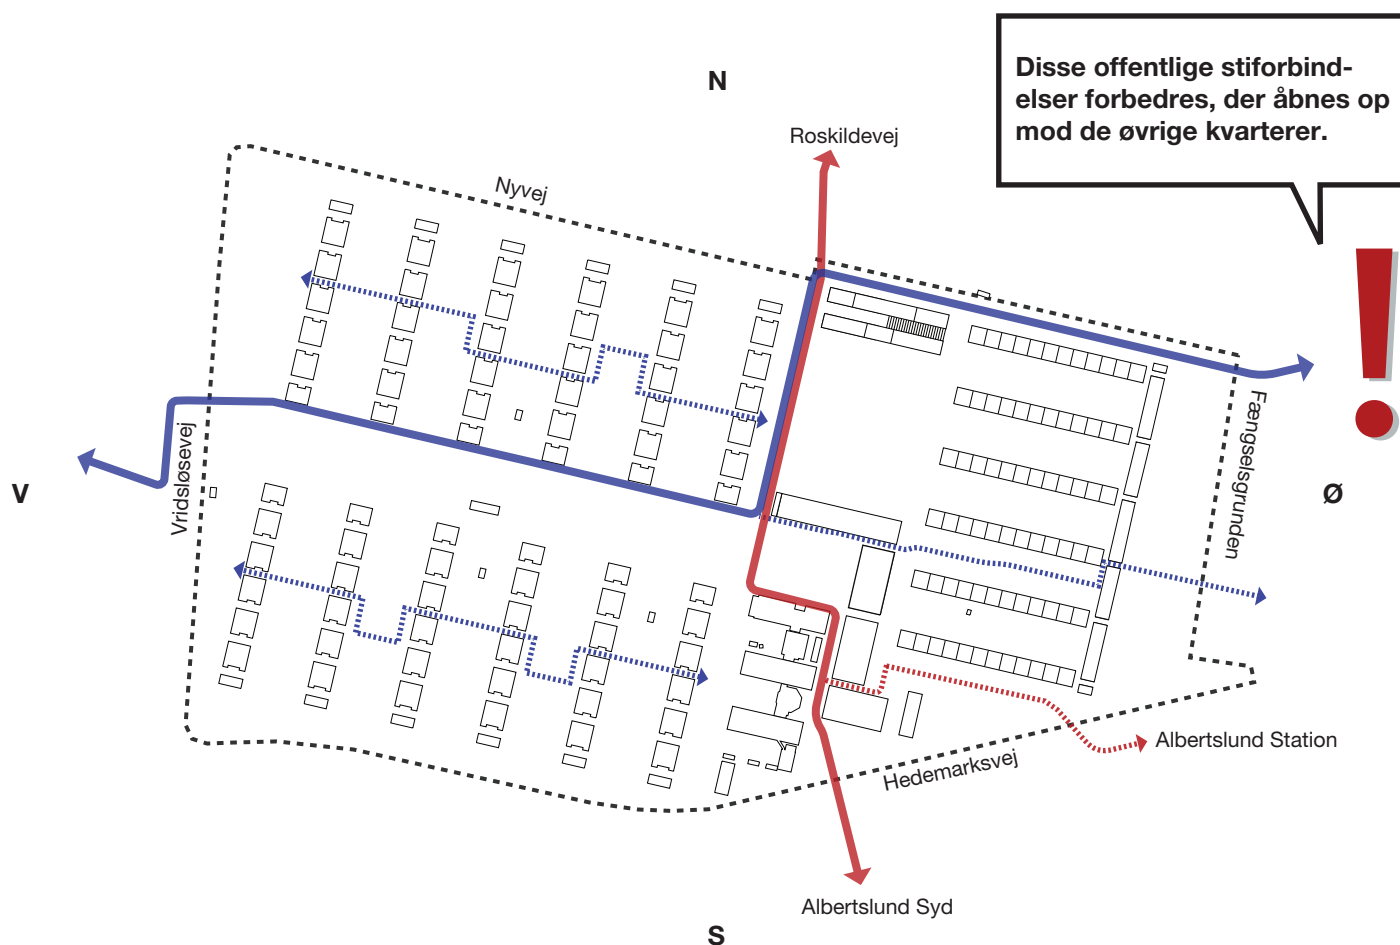 Disse offentlige stiforbind-
elser forbedres, der åbnes op
mod de øvrige kvarterer.
N
Roskildevej
Nyvej
Vridsløsevej
V
Fængselsgrunden
Ø
Albertslund Station
Hedemarksvej
Albertslund Syd
S